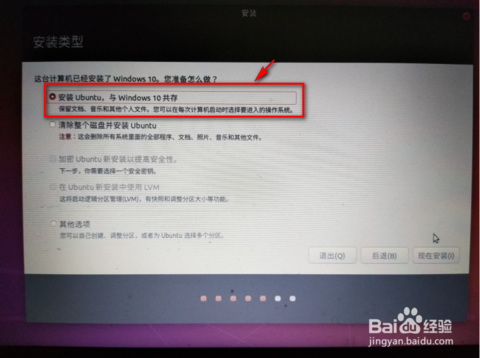 安装
安装类型
这台计算机已经安装了 Windows 10。您准备怎么做?
安装 Ubuntu，与 Windows 10 共存
保留文档、音乐和其他个人文件。您可以在每次计算机启动时选择要进入的操作系统。
清除整个磁盘并安装 Ubuntu
注意：这会删除所有系统里面的全部程序、文档、照片、音乐和其他文件。
加密 Ubuntu 新安装以提高安全性。
下一步，你需要选择一个安全密钥。
在 Ubuntu 新安装中使用 LVM
这将启动逻辑分区管理(LVM)，有快照和调整分区大小等功能。
其他选项
您可以自己创建、调整分区，或者为 Ubuntu 选择多个分区。
退出(Q) 后退(B) 现在安装(I)
Baidu经验
jingyan.baidu.com